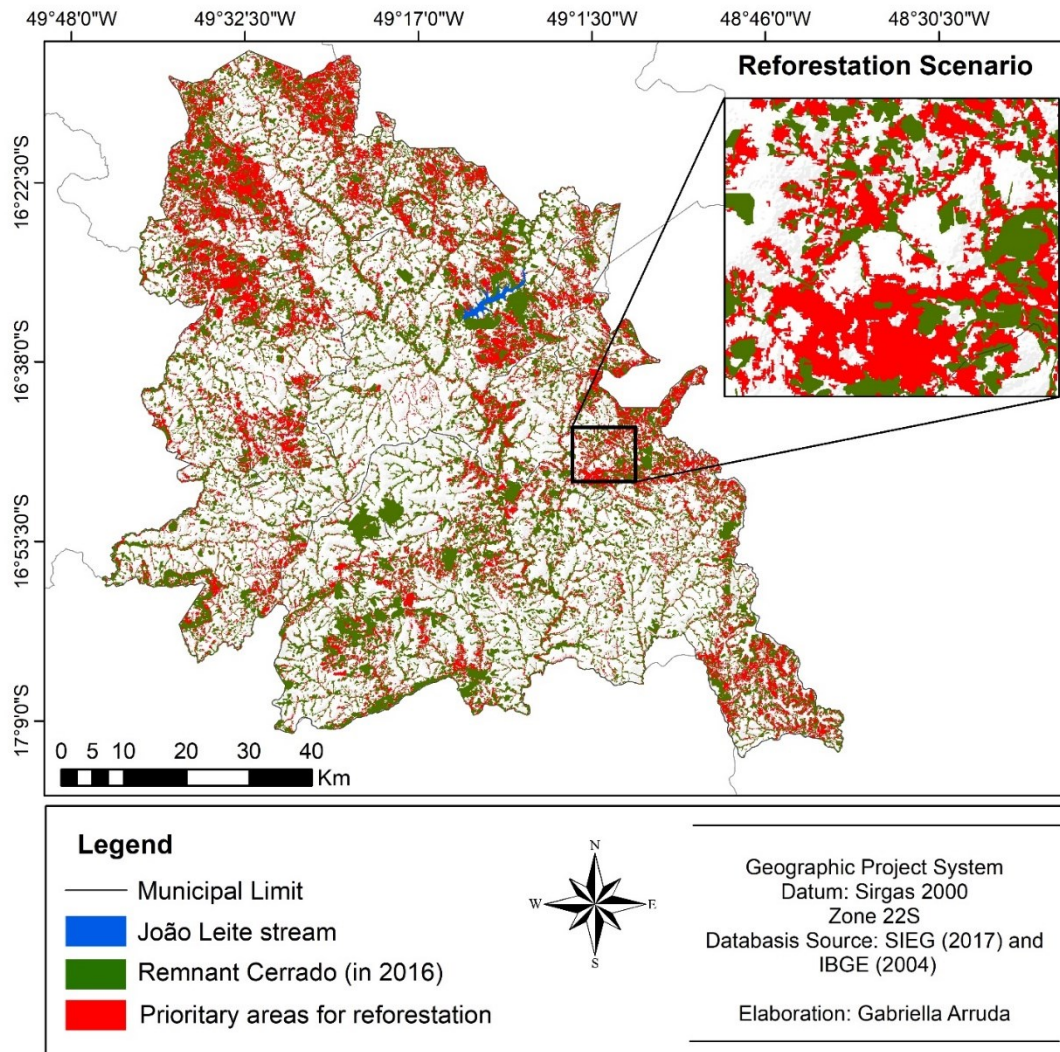 49°48'0"W 49°32'30"W 49°17'0"W 49°1'30"W 48°46'0"W 48°30'30"W
Reforestation Scenario
16°22'30"S
16°38'0"S
16°53'30"S
17°9'0"S
0 5 10 20 30 40
Km
Legend
Municipal Limit
João Leite stream
Remnant Cerrado (in 2016)
Prioritary areas for reforestation
N
W E
S
Geographic Project System
Datum: Sirgas 2000
Zone 22S
Databasis Source: SIEG (2017) and
IBGE (2004)
Elaboration: Gabriella Arruda